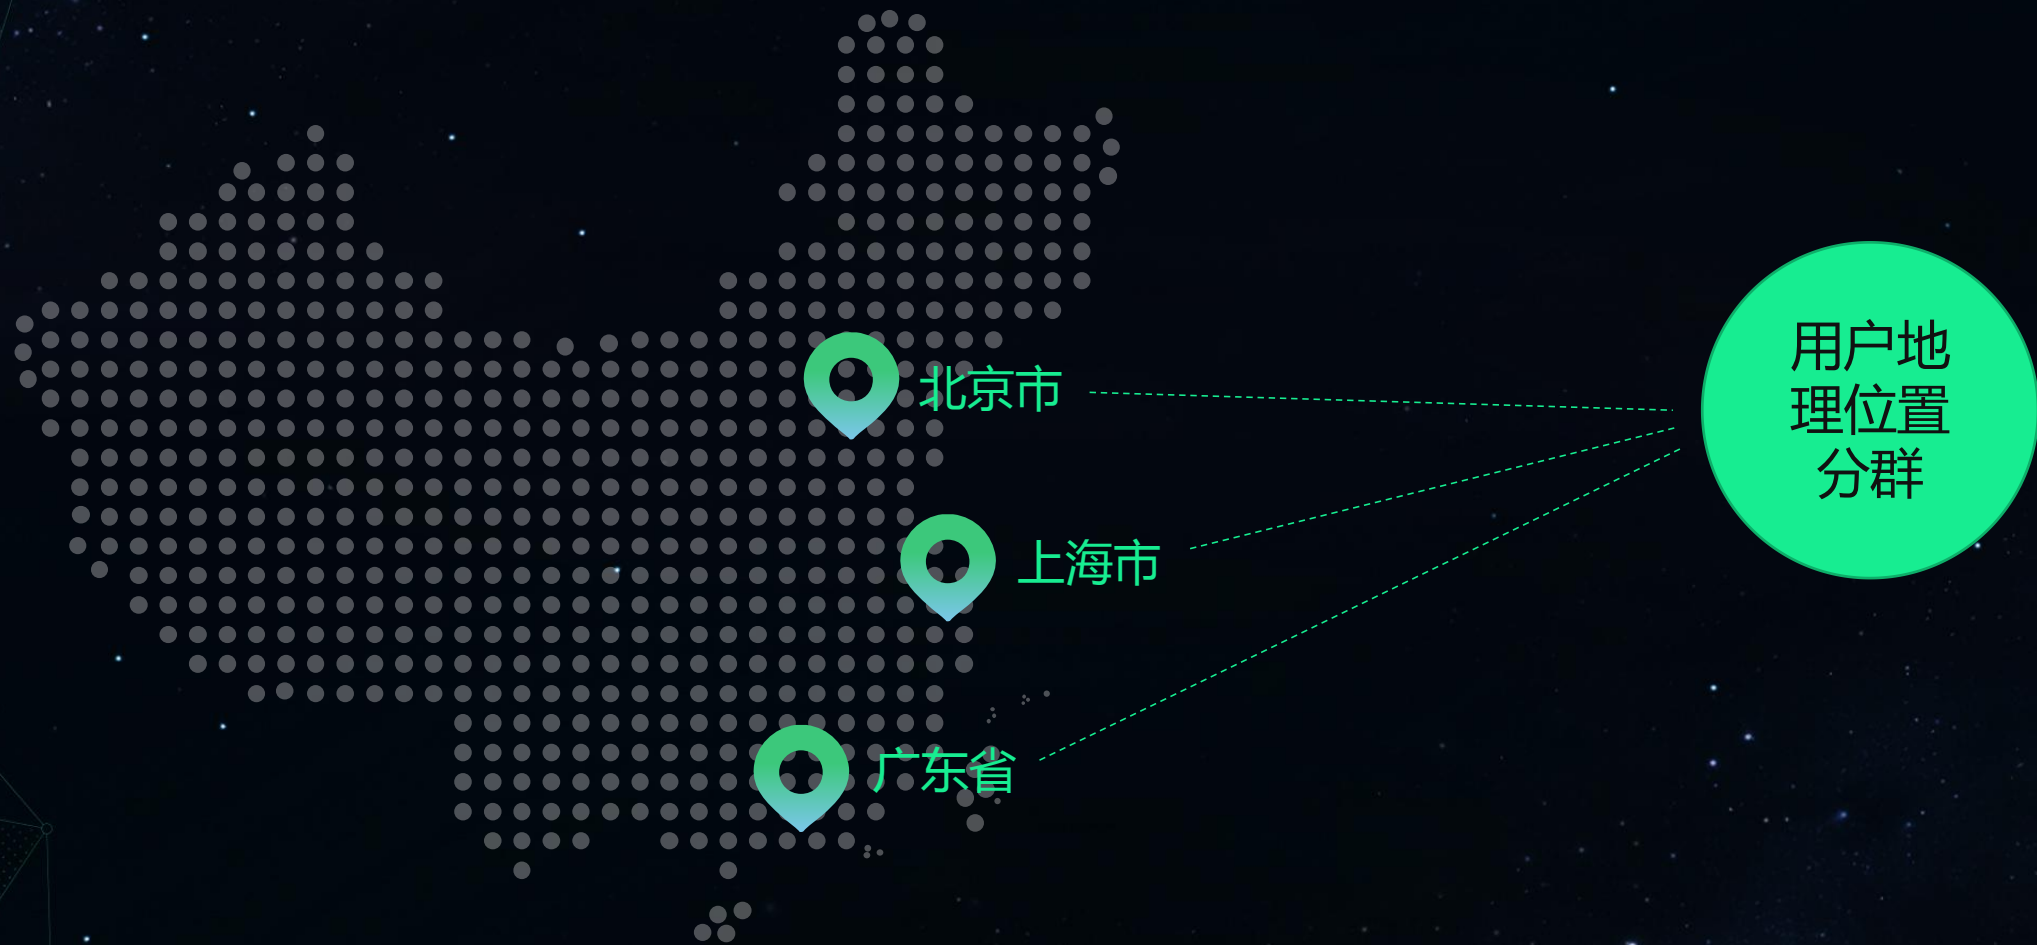 北京市
上海市
广东省
用户地
理位置
分群